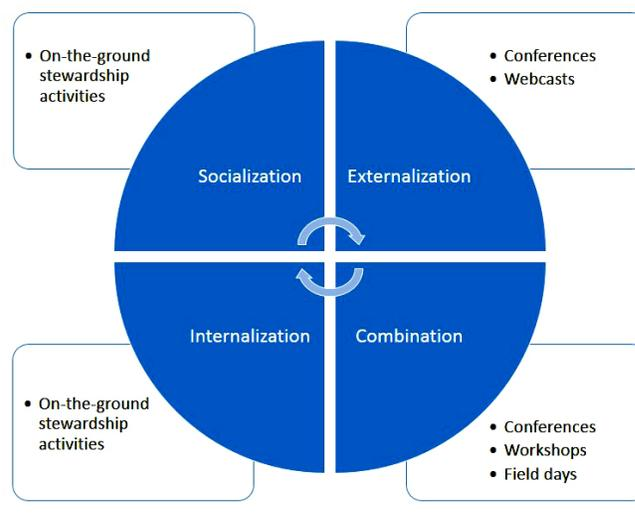 • On-the-ground
stewardship
activities
• Conferences
• Webcasts
Socialization
Externalization
Internalization
Combination
• On-the-ground
stewardship
activities
• Conferences
• Workshops
• Field days